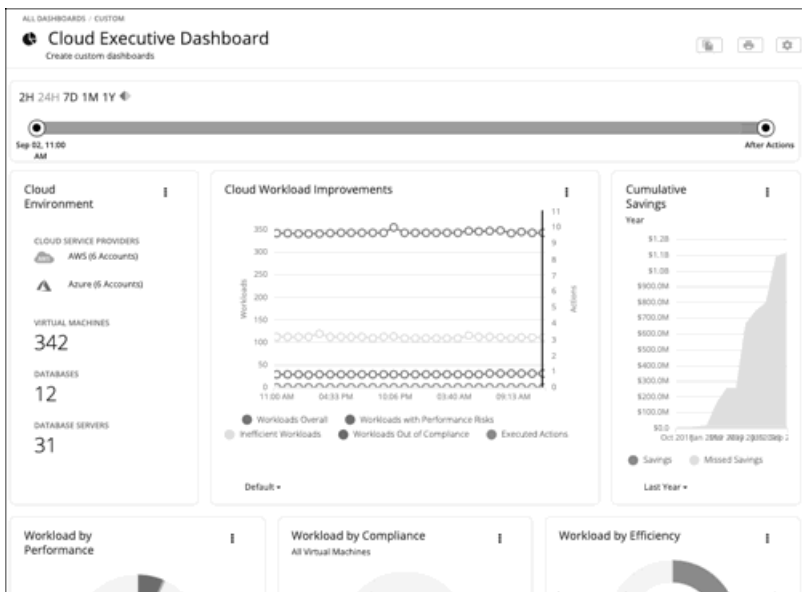 ALL DASHBOARDS / CUSTOM
Cloud Executive Dashboard
Create custom dashboards
2H 24H 7D 1M 1Y
Sep 02, 11:00
AM
After Actions
Cloud
Environment
CLOUD SERVICE PROVIDERS
AWS
AWS (6 Accounts)
Azure (6 Accounts)
VIRTUAL MACHINES
342
DATABASES
12
DATABASE SERVERS
31
Cloud Workload Improvements
Workloads
350
300
250
200
150
100
50
0
11
10
9
8
7
6
5
4
3
2
1
0
Actions
11:00 AM 04:33 PM 10:06 PM 03:40 AM 09:13 AM
Workloads Overall Workloads with Performance Risks
Inefficient Workloads Workloads Out of Compliance Executed Actions
Default
Cumulative
Savings
Year
$1.2B
$1.1B
$1.0B
$900.0M
$800.0M
$700.0M
$600.0M
$500.0M
$400.0M
$300.0M
$200.0M
$100.0M
$0.0
Oct
Savings Missed Savings
Last Year
Workload by
Performance
Workload by Compliance
All Virtual Machines
Workload by Efficiency